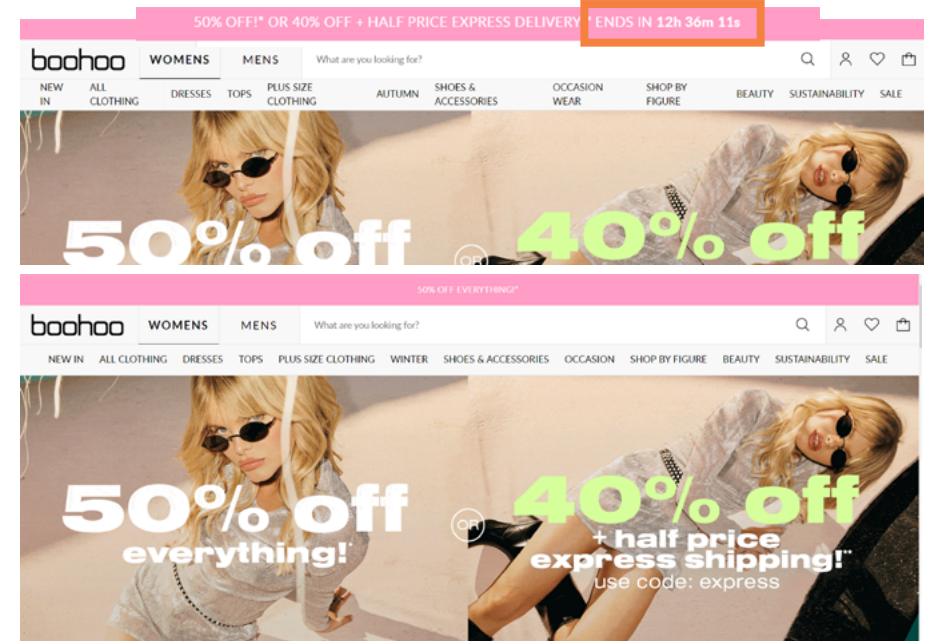 50% OFF!* OR 40% OFF + HALF PRICE EXPRESS DELIVERY * ENDS IN 12h 36m 11s
boohoo WOMENS MENS What are you looking for?
NEW IN ALL CLOTHING DRESSES TOPS PLUS SIZE CLOTHING AUTUMN SHOES & ACCESSORIES OCCASION WEAR SHOP BY FIGURE BEAUTY SUSTAINABILITY SALE
50% off OR 40% off
50% OFF EVERYTHING!*
boohoo WOMENS MENS What are you looking for?
NEW IN ALL CLOTHING DRESSES TOPS PLUS SIZE CLOTHING WINTER SHOES & ACCESSORIES OCCASION SHOP BY FIGURE BEAUTY SUSTAINABILITY SALE
50% off
everything!*
OR
40% off
+ half price
express shipping!**
use code: express